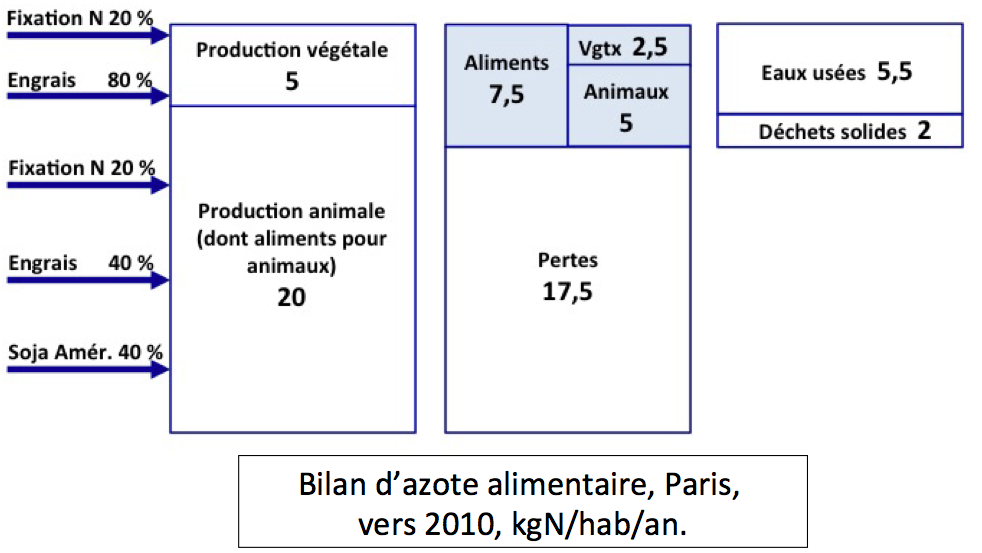 Fixation N 20 %
Engrais 80 %
Fixation N 20 %
Engrais 40 %
Soja Amér. 40 %
Production végétale
5
Production animale
(dont aliments pour
animaux)
20
Aliments
7,5
Vgtx 2,5
Animaux
5
Pertes
17,5
Eaux usées 5,5
Déchets solides 2
Bilan d’azote alimentaire, Paris,
vers 2010, kgN/hab/an.